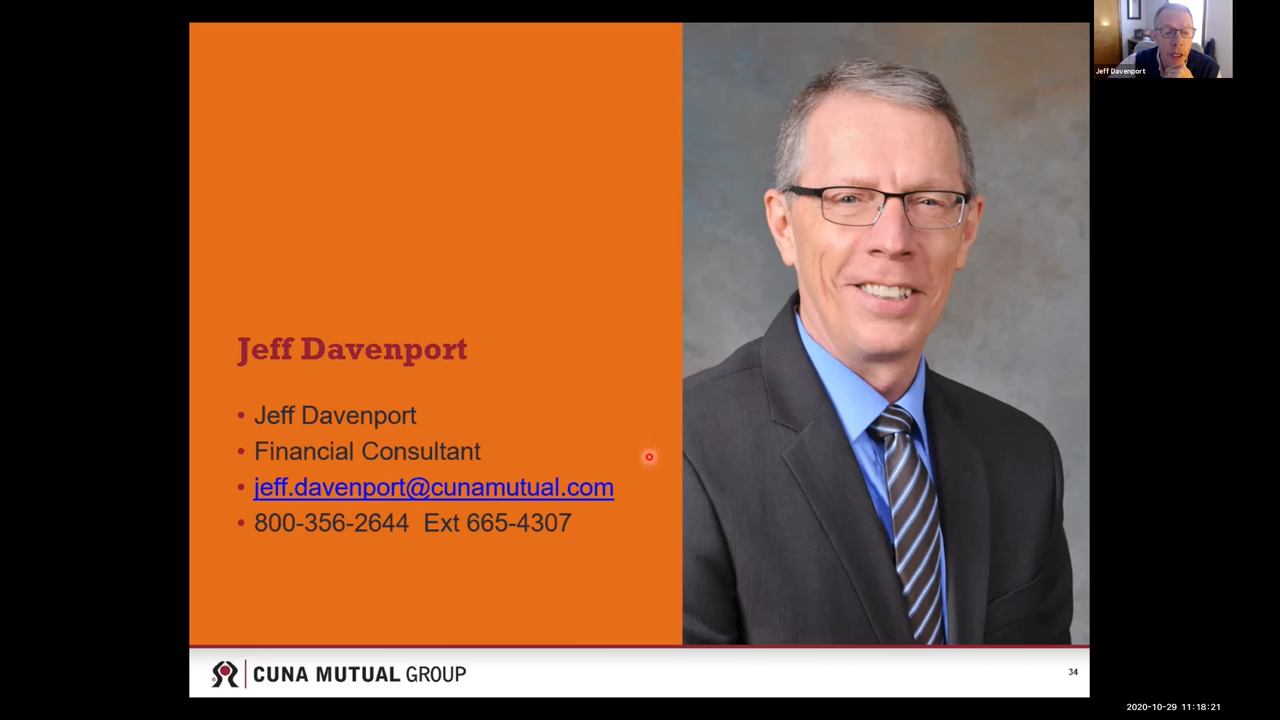 Jeff Davenport
Jeff Davenport
• Jeff Davenport
• Financial Consultant
• jeff.davenport@cunamutual.com
• 800-356-2644 Ext 665-4307
CUNA MUTUAL GROUP
34
2020-10-29 11:18:21